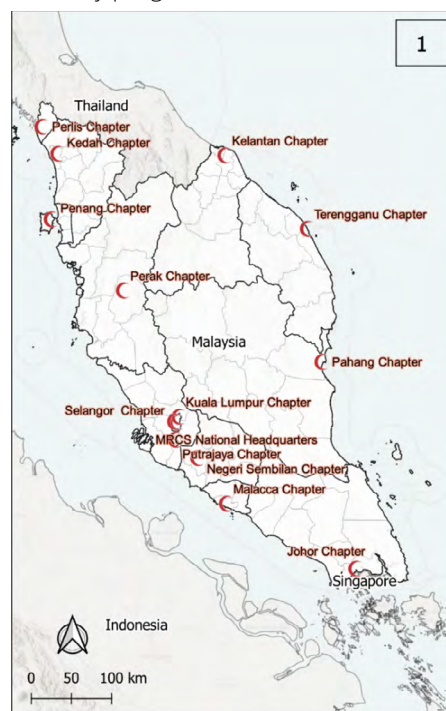 1
Thailand
Perlis Chapter
Kedah Chapter
Kelantan Chapter
Penang Chapter
Terengganu Chapter
Perak Chapter
Malaysia
Pahang Chapter
Kuala Lumpur Chapter
Selangor Chapter
MRCS National Headquarters
Putrajaya Chapter
Negeri Sembilan Chapter
Malacca Chapter
Johor Chapter
Singapore
Indonesia
0 50 100 km